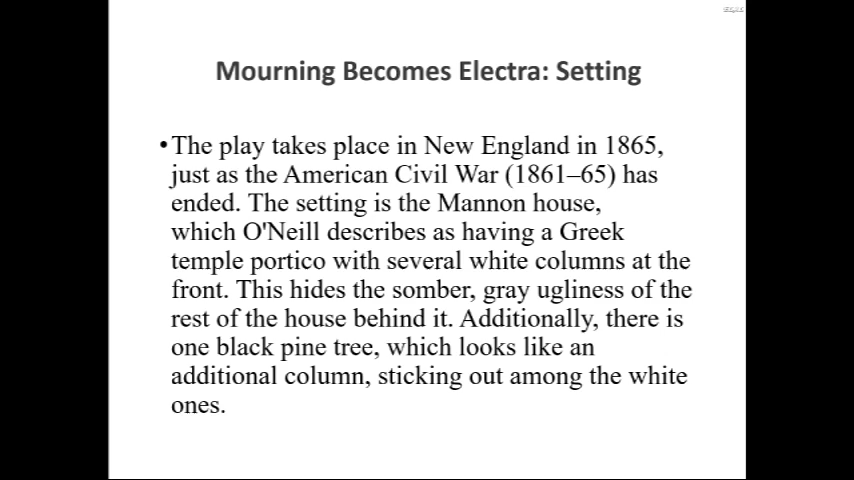 Mourning Becomes Electra: Setting
•The play takes place in New England in 1865,
just as the American Civil War (1861–65) has
ended. The setting is the Mannon house,
which O'Neill describes as having a Greek
temple portico with several white columns at the
front. This hides the somber, gray ugliness of the
rest of the house behind it. Additionally, there is
one black pine tree, which looks like an
additional column, sticking out among the white
ones.